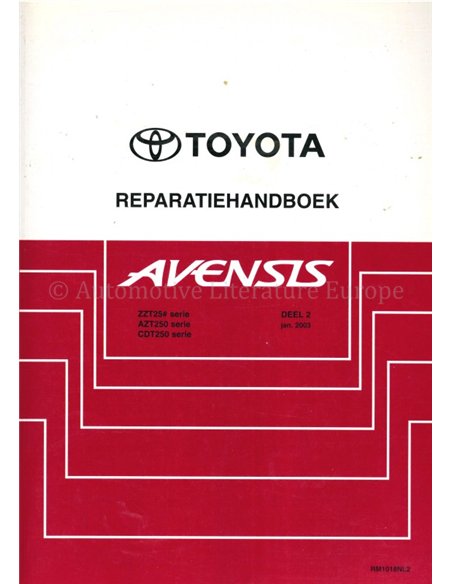 TOYOTA
REPARATIEHANDBOEK
AVENSIS
© Automotive Literature Europe
ZZT25# serie
AZT250 serie
CDT250 serie
DEEL 2
jan. 2003
RM1018NL2